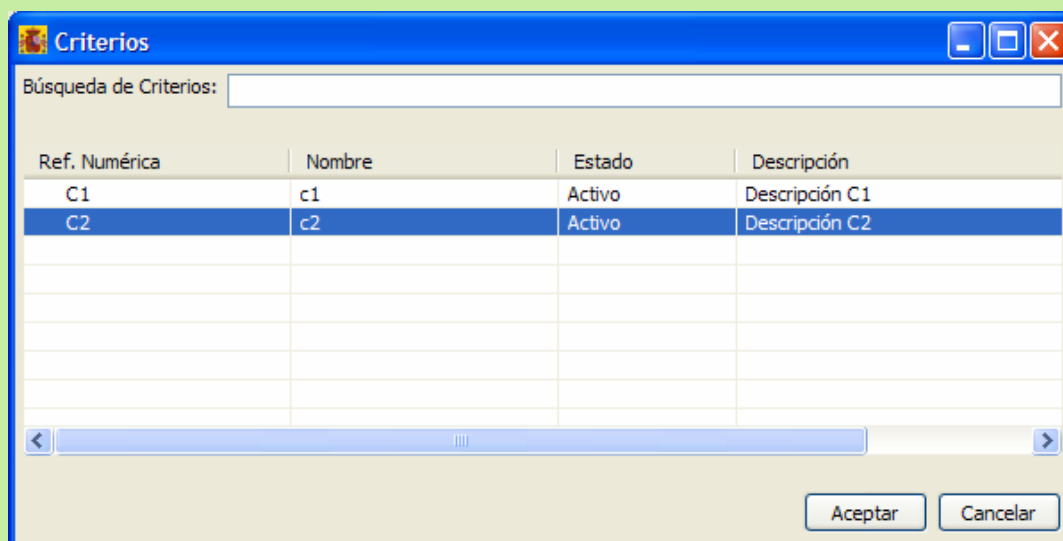 Criterios
Búsqueda de Criterios:
Ref. Numérica Nombre Estado Descripción
C1 c1 Activo Descripción C1
C2 c2 Activo Descripción C2
Aceptar Cancelar